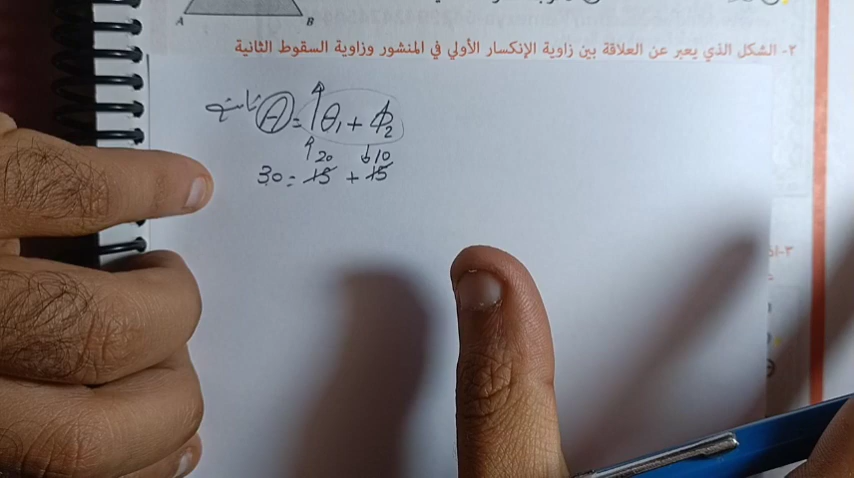 A B
٢- الشكل الذي يعبر عن العلاقة بين زاوية الإنكسار الأولي في المنشور وزاوية السقوط الثانية
ثابت A = ↑θ₁ + ϕ₂
↑20 ↓10
30 = 15 + 15